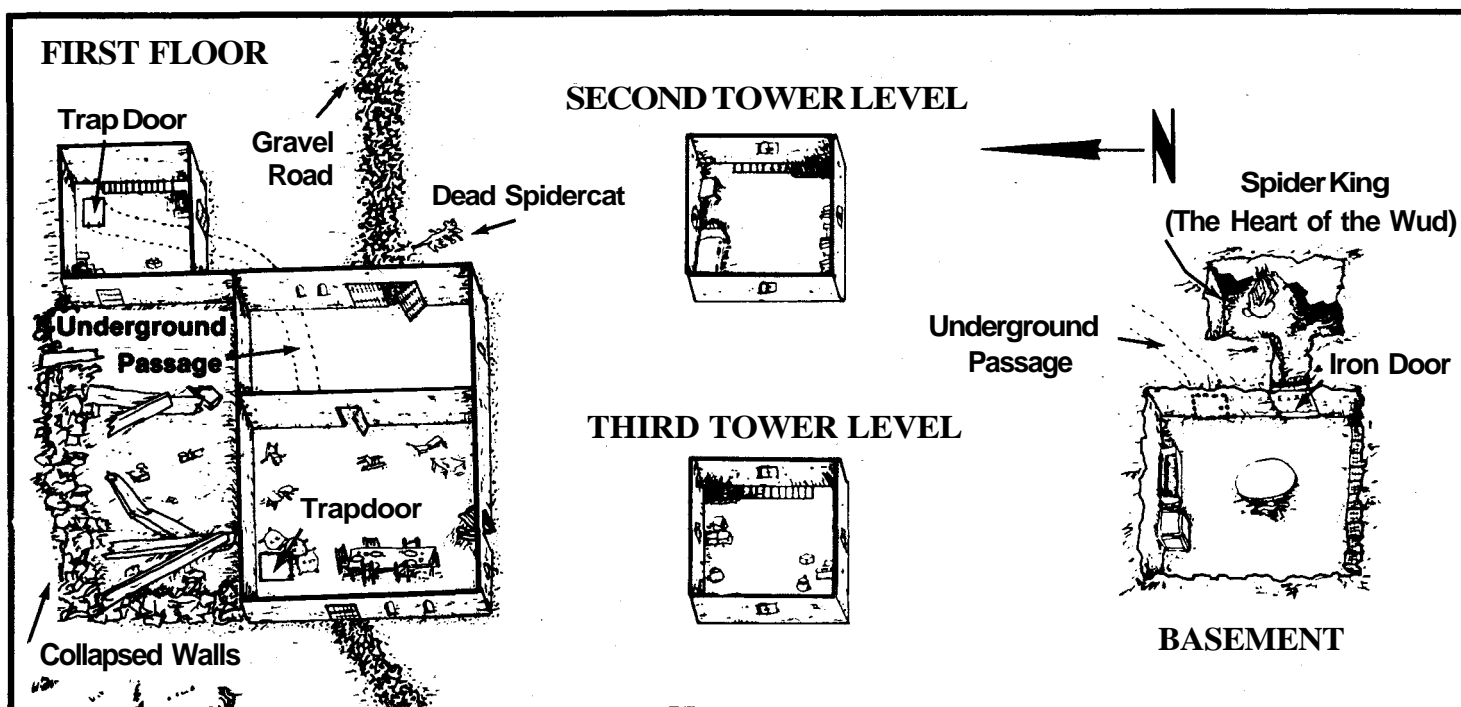 FIRST FLOOR
Trap Door
Gravel
Road
Dead Spidercat
Underground
Passage
Trapdoor
Collapsed Walls
SECOND TOWER LEVEL
THIRD TOWER LEVEL
N
Spider King
(The Heart of the Wud)
Underground
Passage
Iron Door
BASEMENT